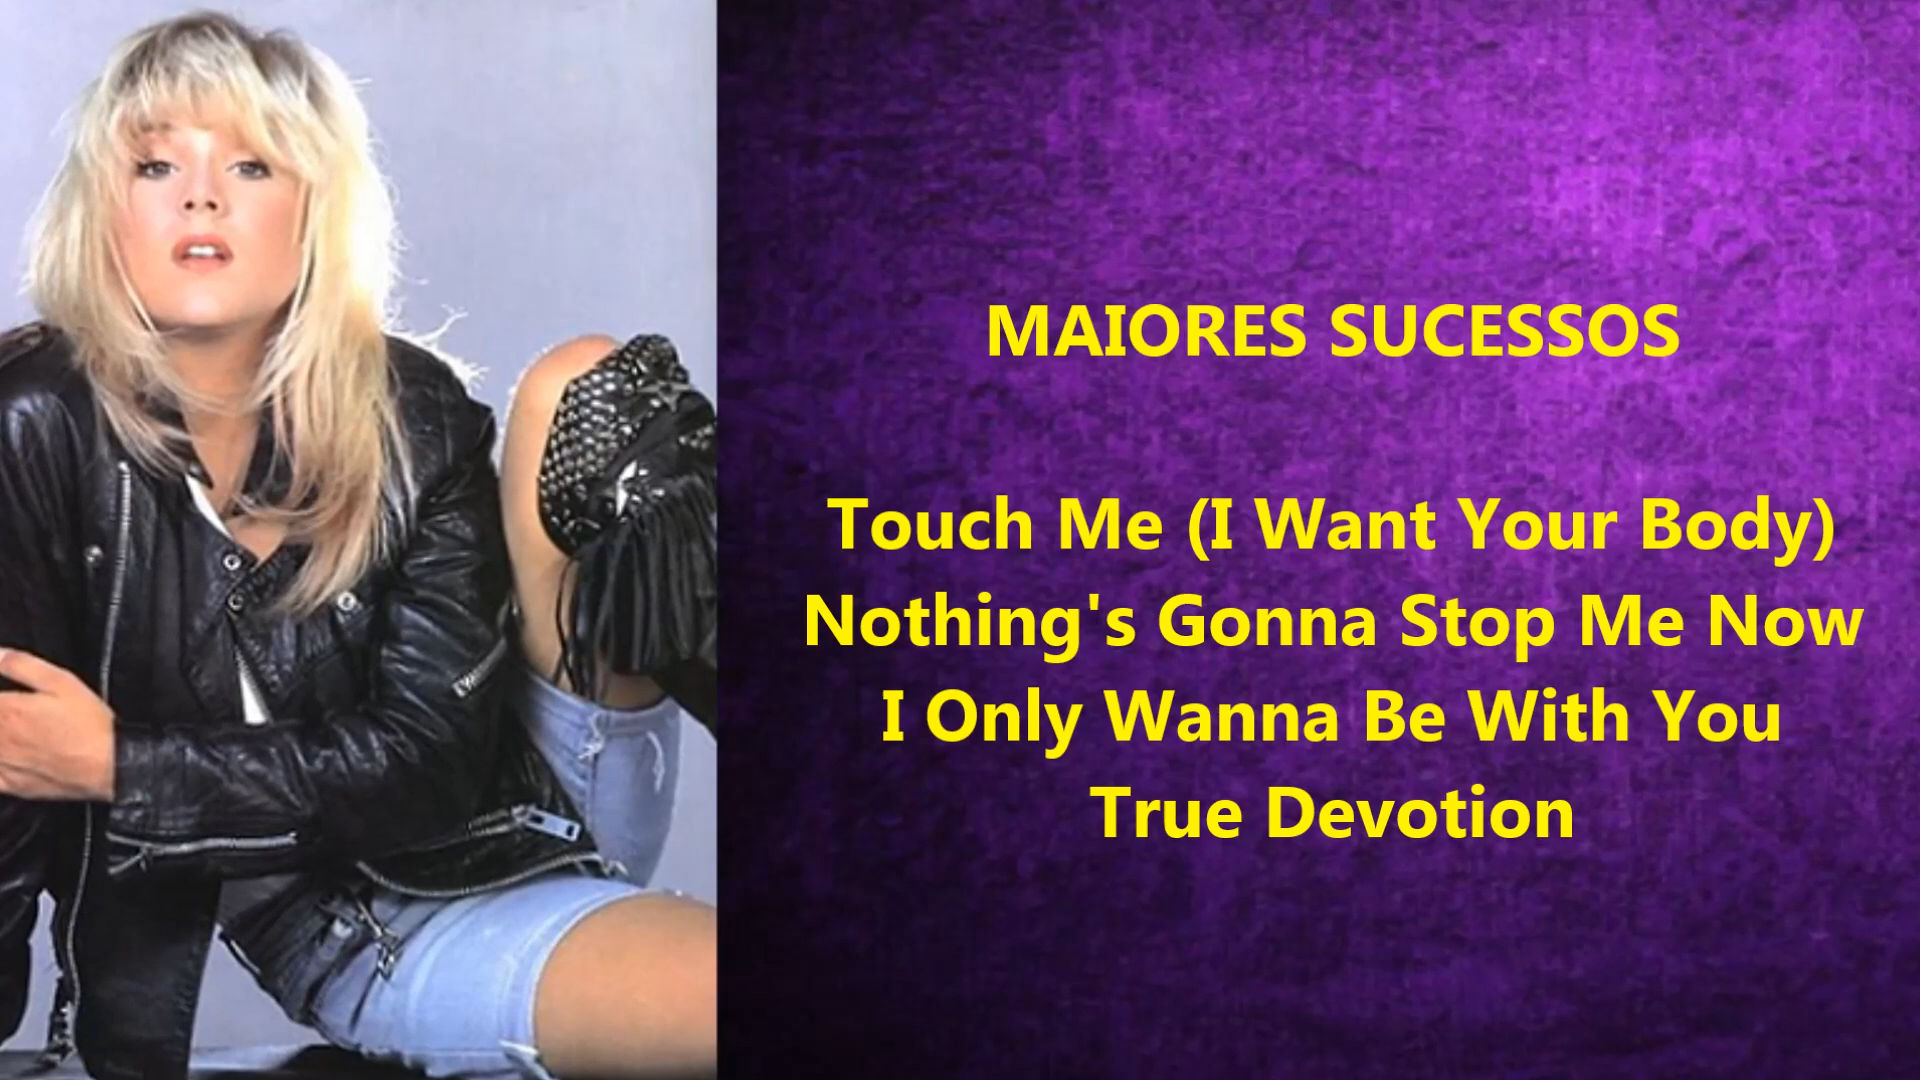 MAIORES SUCESSOS
Touch Me (I Want Your Body)
Nothing's Gonna Stop Me Now
I Only Wanna Be With You
True Devotion